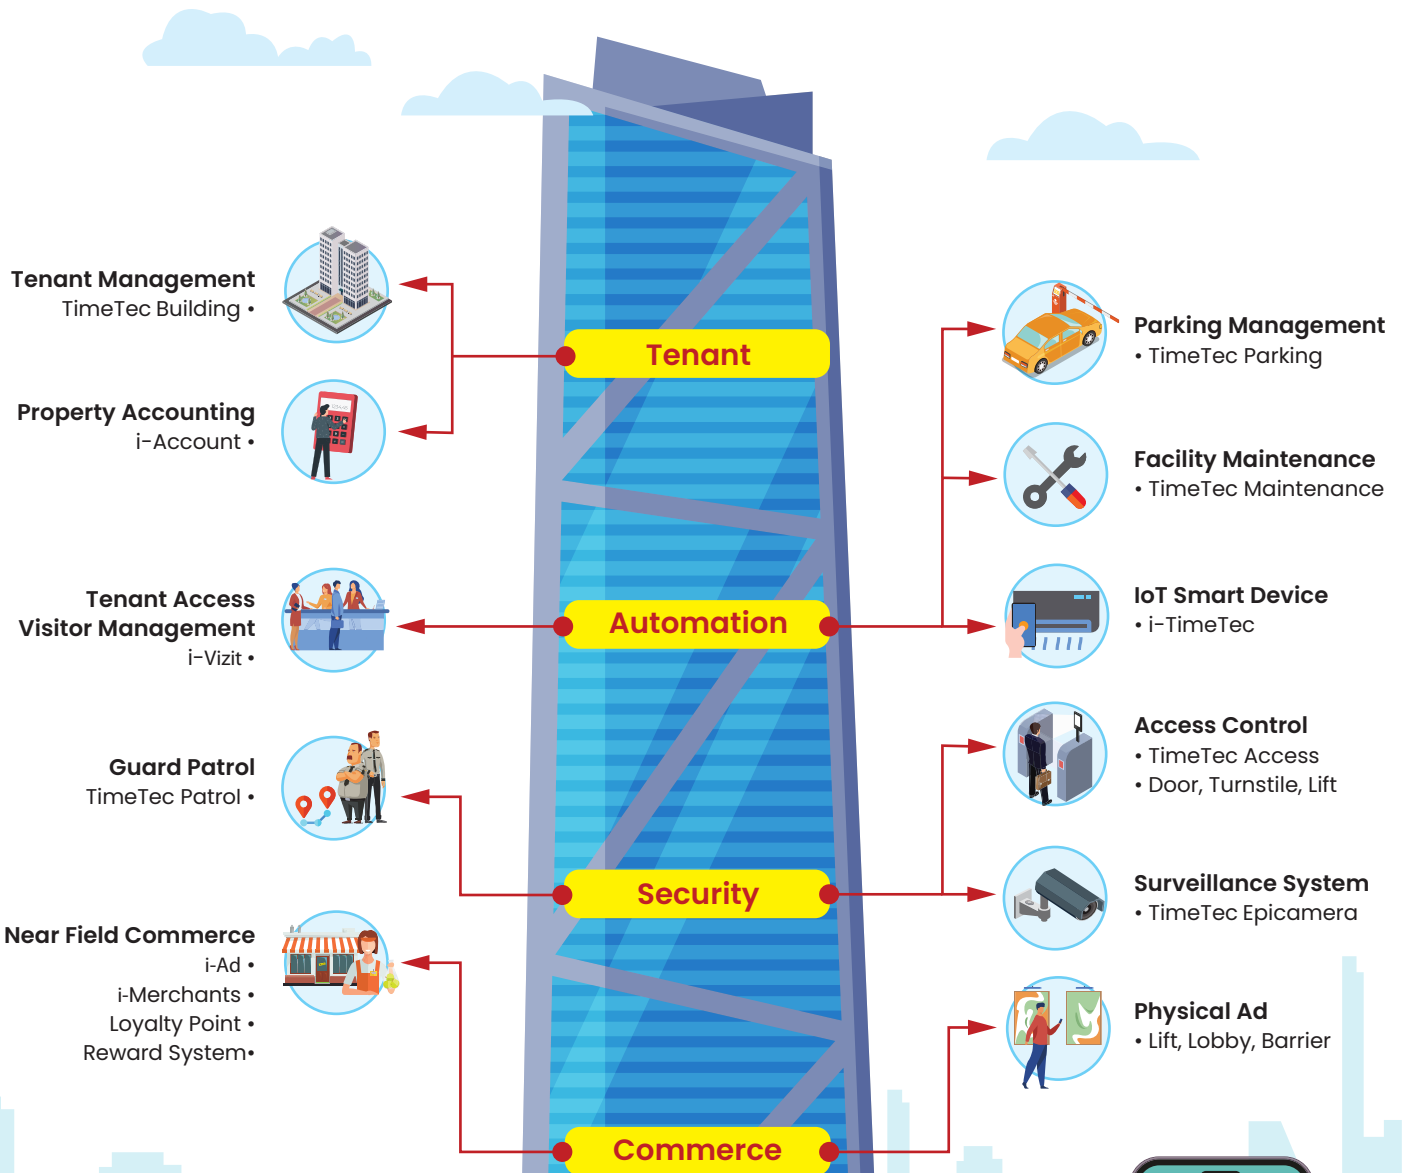 Tenant Management
TimeTec Building •
Property Accounting
i-Account •
Tenant Access
Visitor Management
i-Vizit •
Guard Patrol
TimeTec Patrol •
Near Field Commerce
i-Ad •
i-Merchants •
Loyalty Point •
Reward System•
Tenant
Automation
Security
Commerce
Parking Management
• TimeTec Parking
Facility Maintenance
• TimeTec Maintenance
IoT Smart Device
• i-TimeTec
Access Control
• TimeTec Access
• Door, Turnstile, Lift
Surveillance System
• TimeTec Epicamera
Physical Ad
• Lift, Lobby, Barrier